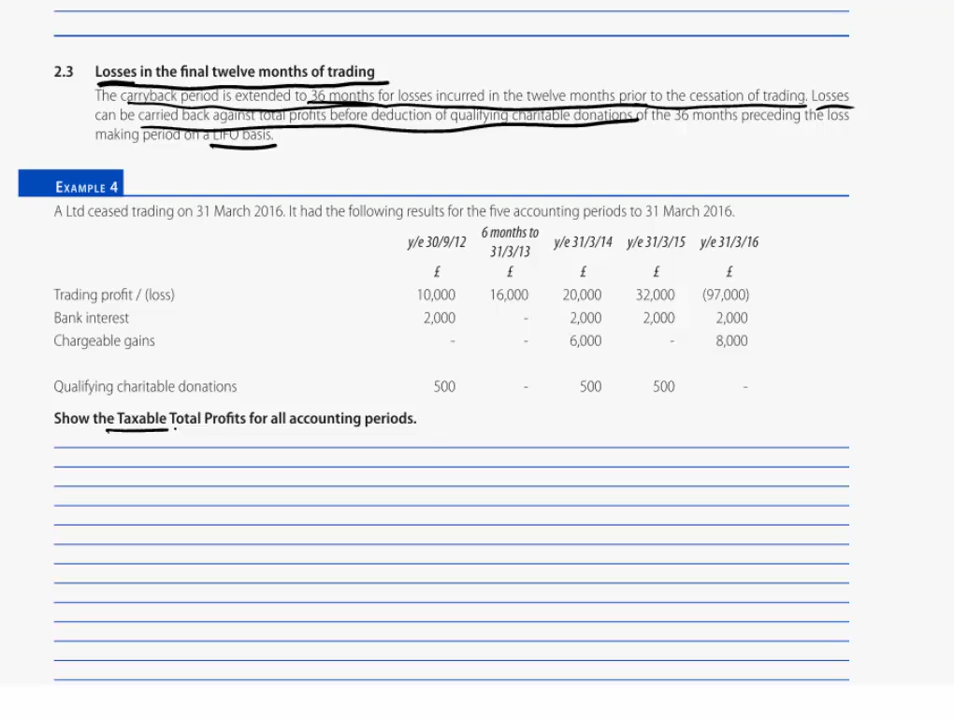 2.3 Losses in the final twelve months of trading
The carryback period is extended to 36 months for losses incurred in the twelve months prior to the cessation of trading. Losses
can be carried back against total profits before deduction of qualifying charitable donations of the 36 months preceding the loss
making period on a LIFO basis.
EXAMPLE 4
A Ltd ceased trading on 31 March 2016. It had the following results for the five accounting periods to 31 March 2016.
y/e 30/9/12 6 months to 31/3/13 y/e 31/3/14 y/e 31/3/15 y/e 31/3/16
£ £ £ £ £
Trading profit / (loss) 10,000 16,000 20,000 32,000 (97,000)
Bank interest 2,000 - 2,000 2,000 2,000
Chargeable gains - - 6,000 - 8,000
Qualifying charitable donations 500 - 500 500 -
Show the Taxable Total Profits for all accounting periods.